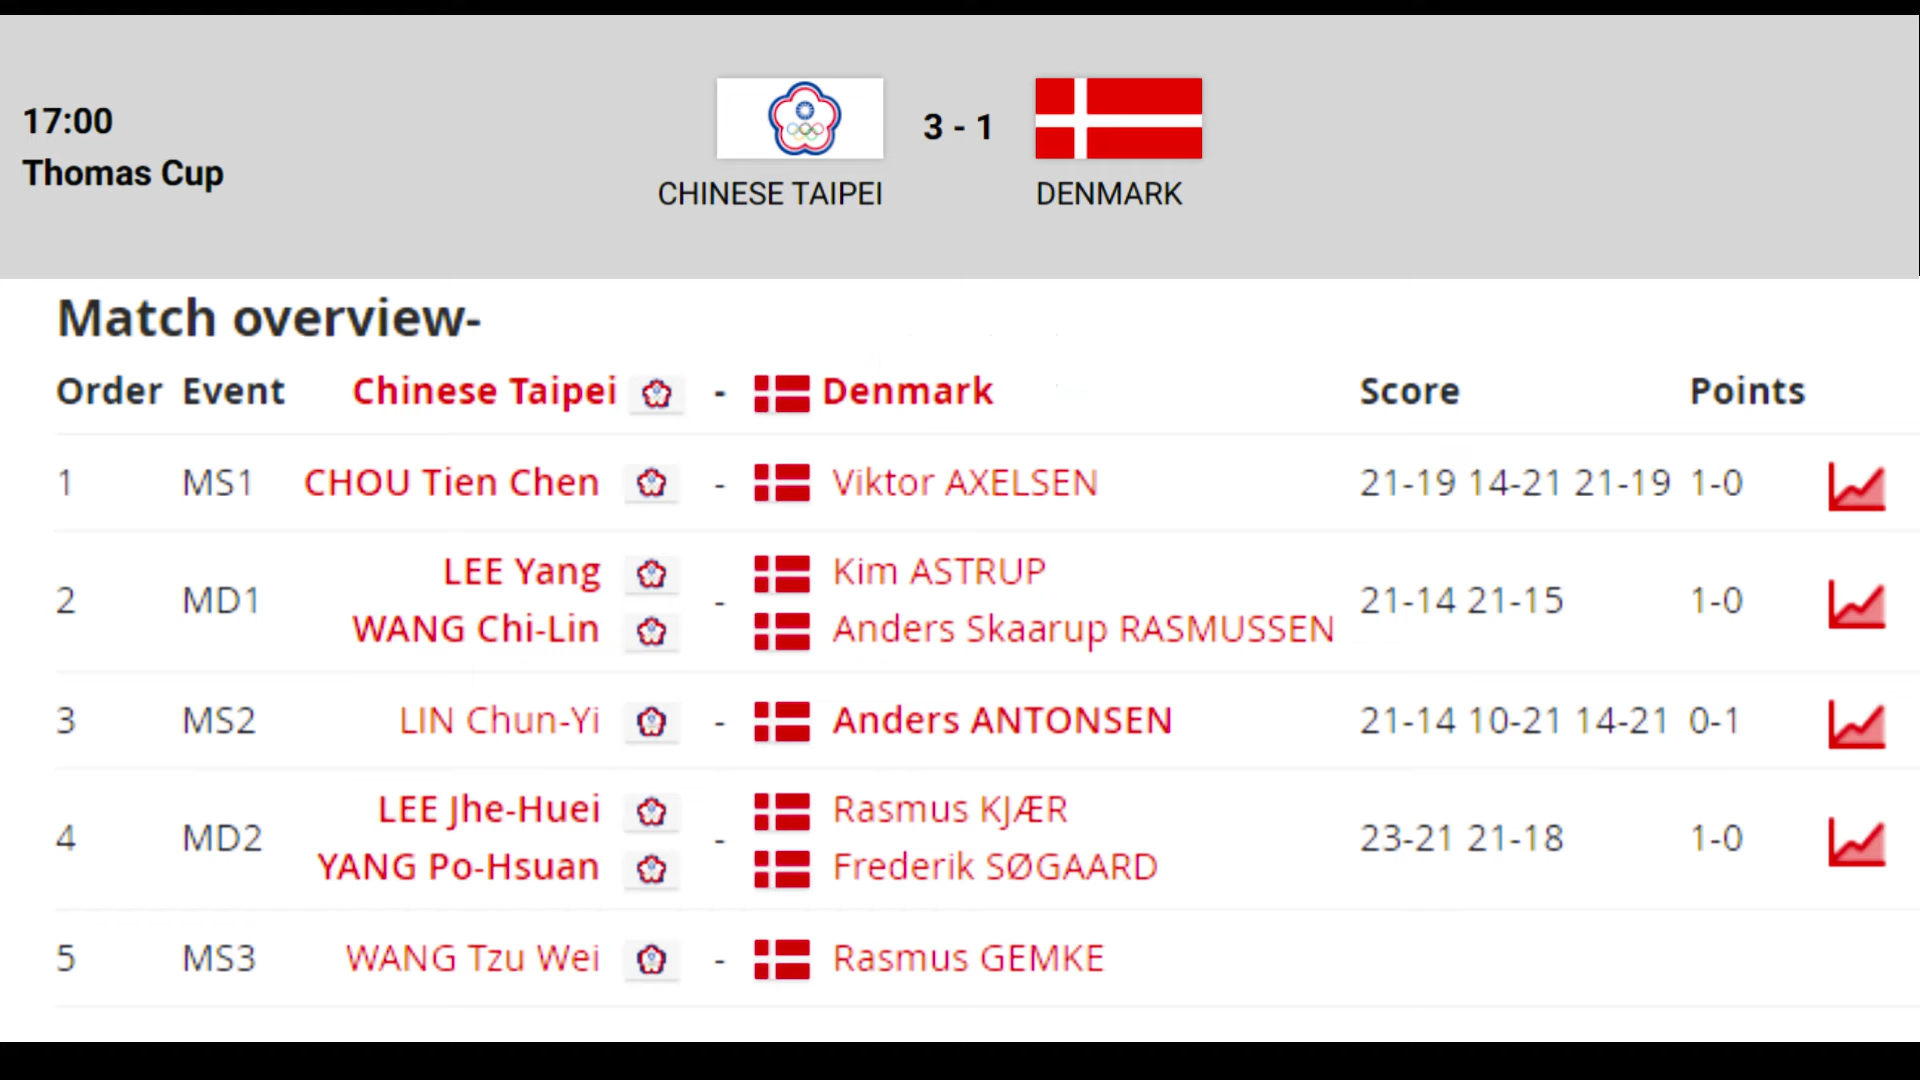 17:00
Thomas Cup
3 - 1
CHINESE TAIPEI
DENMARK
Match overview-
Order Event Chinese Taipei - Denmark Score Points
1 MS1 CHOU Tien Chen - Viktor AXELSEN 21-19 14-21 21-19 1-0
LEE Yang Kim ASTRUP
2 MD1 - 21-14 21-15 1-0
WANG Chi-Lin Anders Skaarup RASMUSSEN
3 MS2 LIN Chun-Yi - Anders ANTONSEN 21-14 10-21 14-21 0-1
LEE Jhe-Huei Rasmus KJÆR
4 MD2 - 23-21 21-18 1-0
YANG Po-Hsuan Frederik SØGAARD
5 MS3 WANG Tzu Wei - Rasmus GEMKE